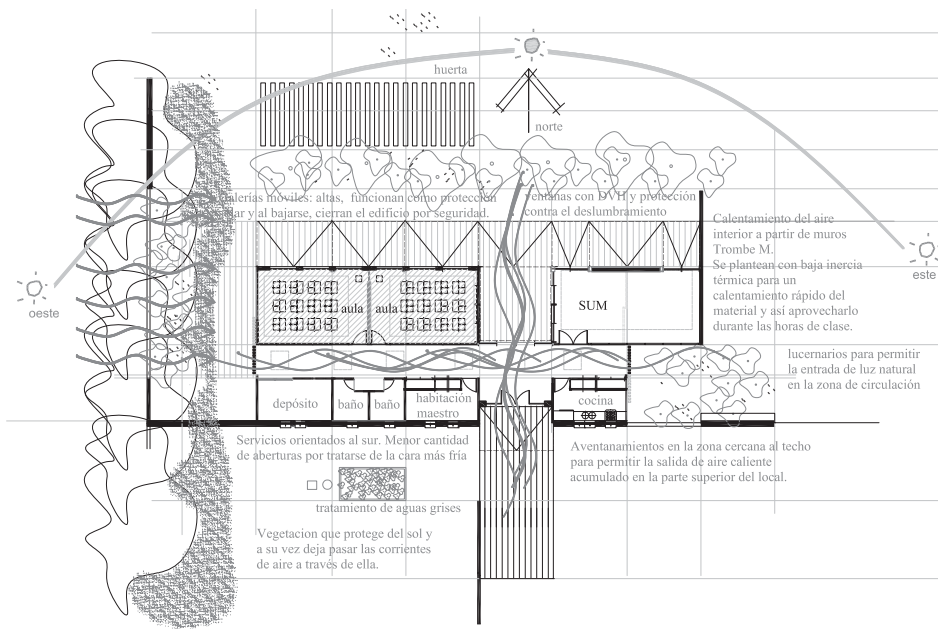 huerta
norte
galerías móviles: altas, funcionan como protección
solar y al bajarse, cierran el edificio por seguridad.
ventanas con DVH y protección
contra el deslumbramiento
Calentamiento del aire
interior a partir de muros
Trombe M.
Se plantean con baja inercia
térmica para un
calentamiento rápido del
material y así aprovecharlo
durante las horas de clase.
este
oeste
aula
aula
SUM
lucernarios para permitir
la entrada de luz natural
en la zona de circulación
depósito
baño
baño
habitación
maestro
cocina
Servicios orientados al sur. Menor cantidad
de aberturas por tratarse de la cara más fría
Aventanamientos en la zona cercana al techo
para permitir la salida de aire caliente
acumulado en la parte superior del local.
tratamiento de aguas grises
Vegetacion que protege del sol y
a su vez deja pasar las corrientes
de aire a través de ella.